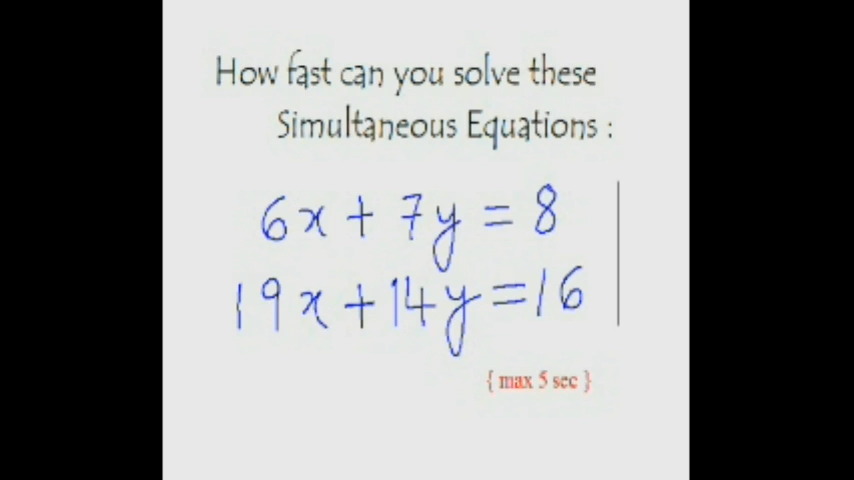 How fast can you solve these
Simultaneous Equations :
6x + 7y = 8
19x + 14y = 16
{ max 5 sec }